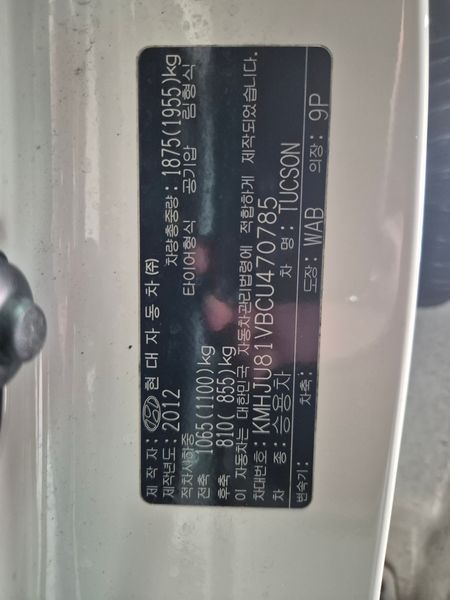 제 작 자: 현 대 자 동 차 (주)
제작년도: 2012 차량총중량: 1875(1955)kg
적차시하중 타이어형식 공기압 림형식
전축 1065(1100)kg
후축 810( 855)kg
이 자동차는 대한민국 자동차관리법령에 적합하게 제작되었습니다.
차대번호: KMHJU81VBCU470785
차 종: 승용차 차 명: TUCSON
변속기: 차축: 도장: WAB 의장: 9P